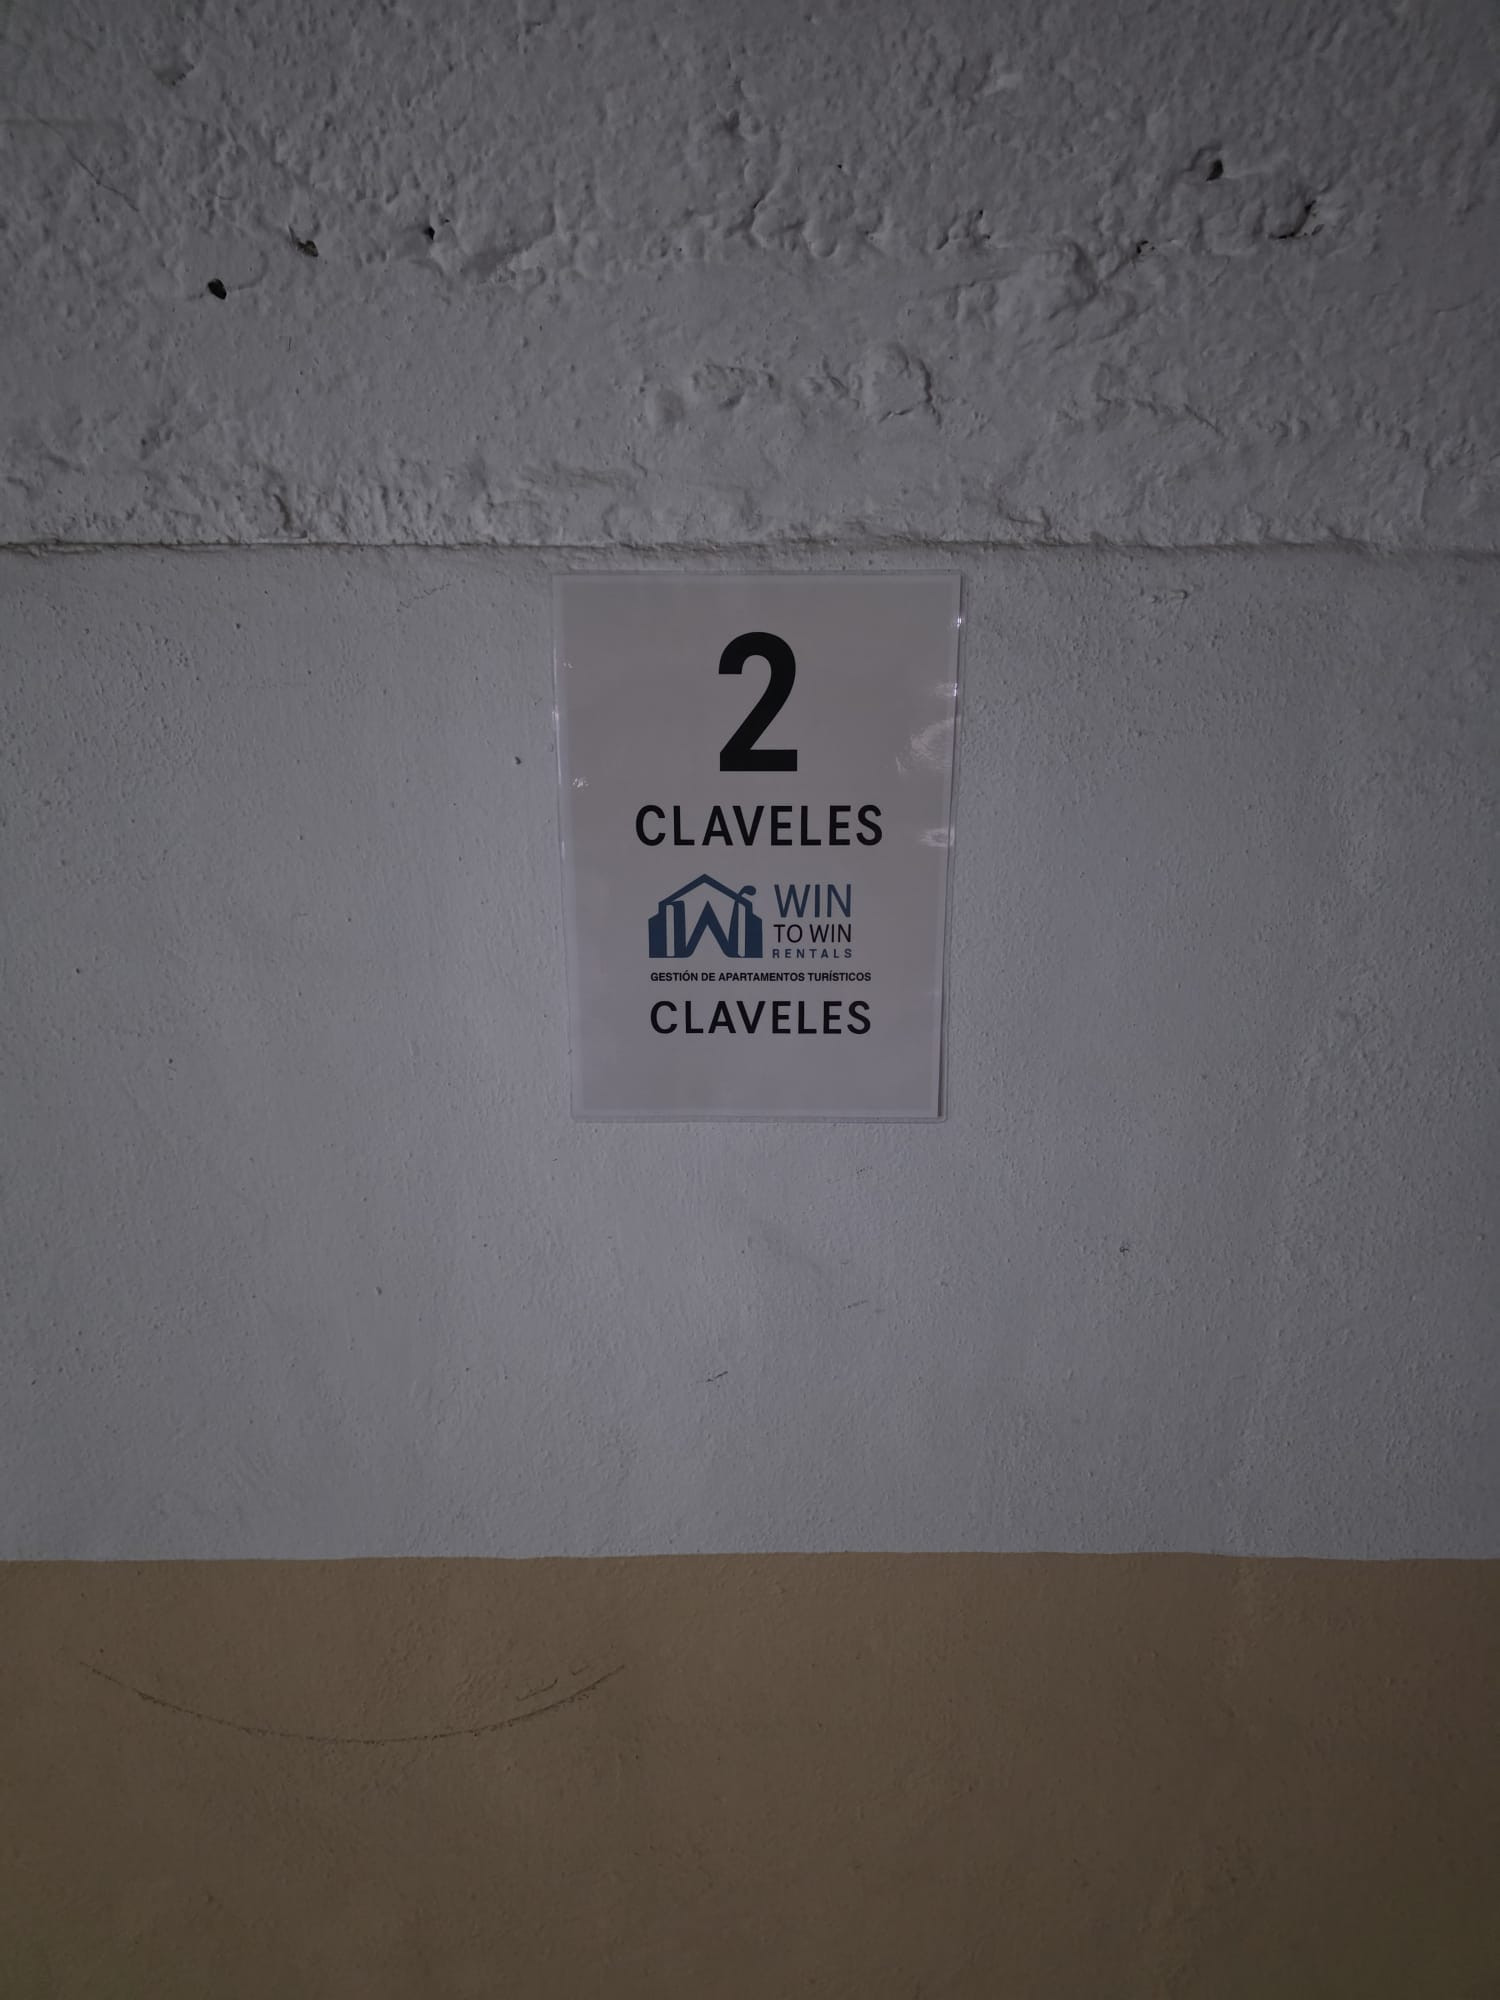 2
CLAVELES
WIN
TO WIN
RENTALS
GESTIÓN DE APARTAMENTOS TURÍSTICOS
CLAVELES